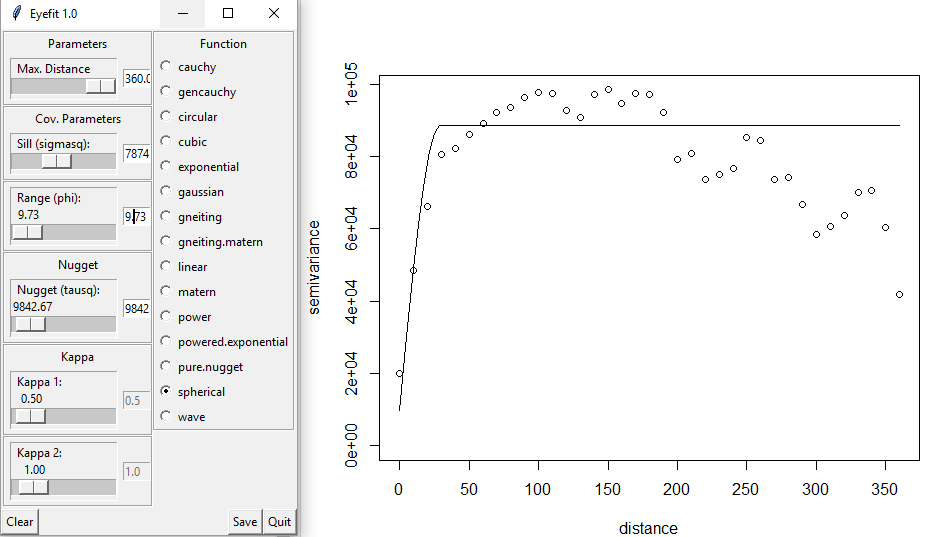 Eyefit 1.0
Parameters
Max. Distance
360.0
Cov. Parameters
Sill (sigmasq):
7874
Range (phi):
9.73
9.73
Nugget
Nugget (tausq):
9842.67
9842
Kappa
Kappa 1:
0.50
0.5
Kappa 2:
1.00
1.0
Clear
Save
Quit
Function
cauchy
gencauchy
circular
cubic
exponential
gaussian
gneiting
gneiting.matern
linear
matern
power
powered.exponential
pure.nugget
spherical
wave
semivariance
0e+00
2e+04
4e+04
6e+04
8e+04
1e+05
0 50 100 150 200 250 300 350
distance